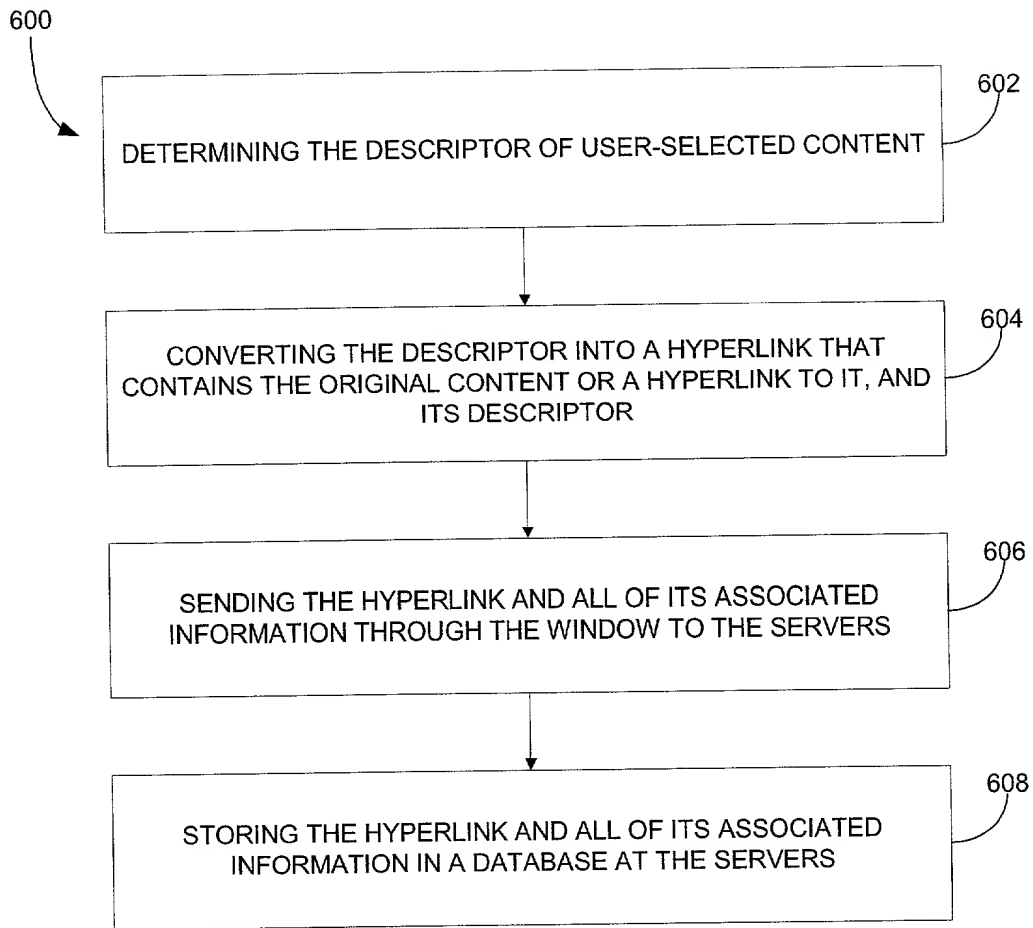 600
602
DETERMINING THE DESCRIPTOR OF USER-SELECTED CONTENT
604
CONVERTING THE DESCRIPTOR INTO A HYPERLINK THAT
CONTAINS THE ORIGINAL CONTENT OR A HYPERLINK TO IT, AND
ITS DESCRIPTOR
606
SENDING THE HYPERLINK AND ALL OF ITS ASSOCIATED
INFORMATION THROUGH THE WINDOW TO THE SERVERS
608
STORING THE HYPERLINK AND ALL OF ITS ASSOCIATED
INFORMATION IN A DATABASE AT THE SERVERS